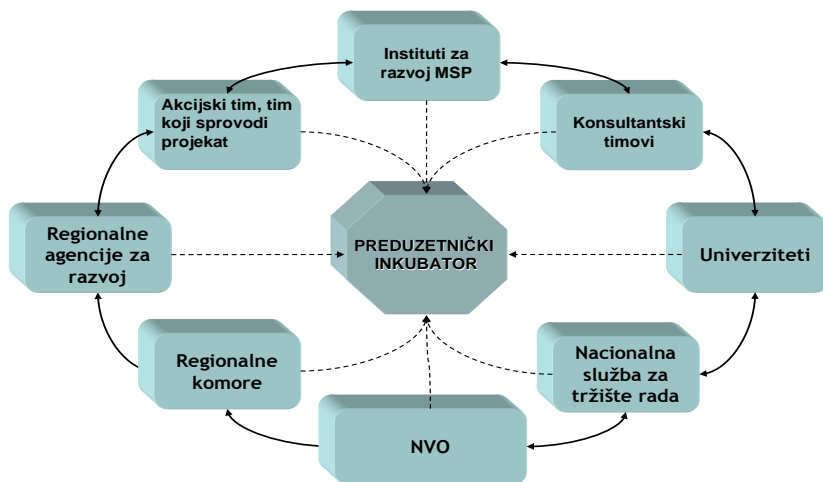 Instituti za
razvoj MSP
Akcijski tim, tim
koji sprovodi
projekat
Konsultantski
timovi
Regionalne
agencije za
razvoj
PREDUZETNIČKI
INKUBATOR
Univerziteti
Regionalne
komore
Nacionalna
služba za
tržište rada
NVO